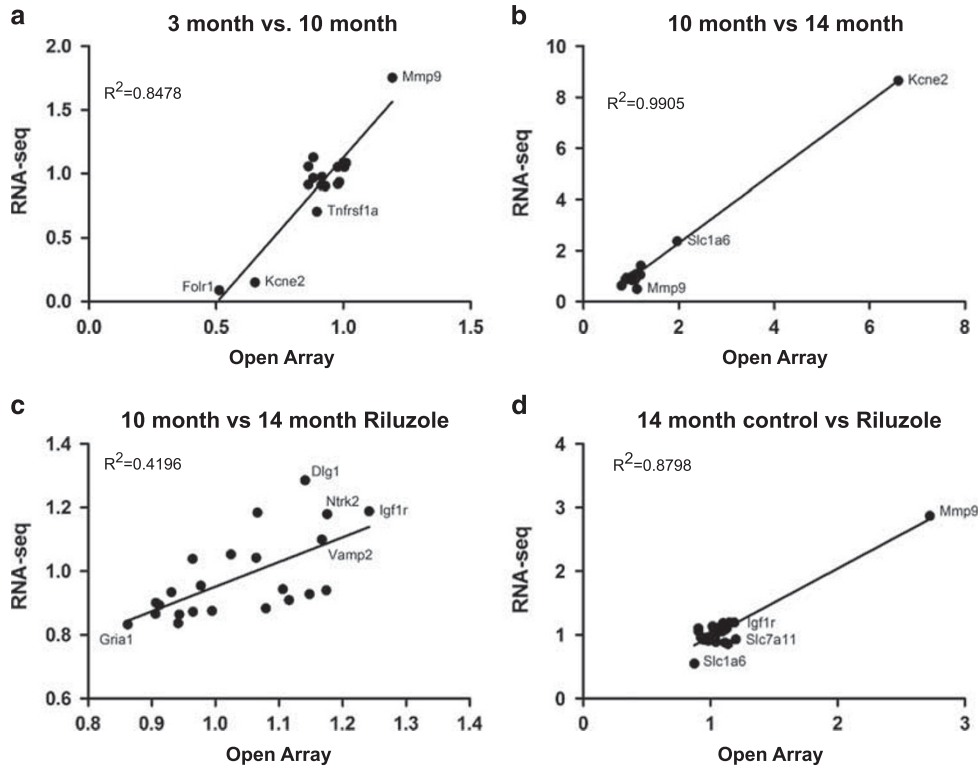 a
3 month vs. 10 month
2.0
1.5
1.0
0.5
0.0
RNA-seq
R²=0.8478
Mmp9
Tnfrsf1a
Kcne2
Folr1
0.0 0.5 1.0 1.5
Open Array
b
10 month vs 14 month
10
8
6
4
2
0
RNA-seq
R²=0.9905
Kcne2
Slc1a6
Mmp9
0 2 4 6 8
Open Array
c
10 month vs 14 month Riluzole
1.4
1.2
1.0
0.8
0.6
RNA-seq
R²=0.4196
Dlg1
Ntrk2
Igf1r
Vamp2
Gria1
0.8 0.9 1.0 1.1 1.2 1.3 1.4
Open Array
d
14 month control vs Riluzole
4
3
2
1
0
RNA-seq
R²=0.8798
Mmp9
Igf1r
Slc7a11
Slc1a6
0 1 2 3
Open Array